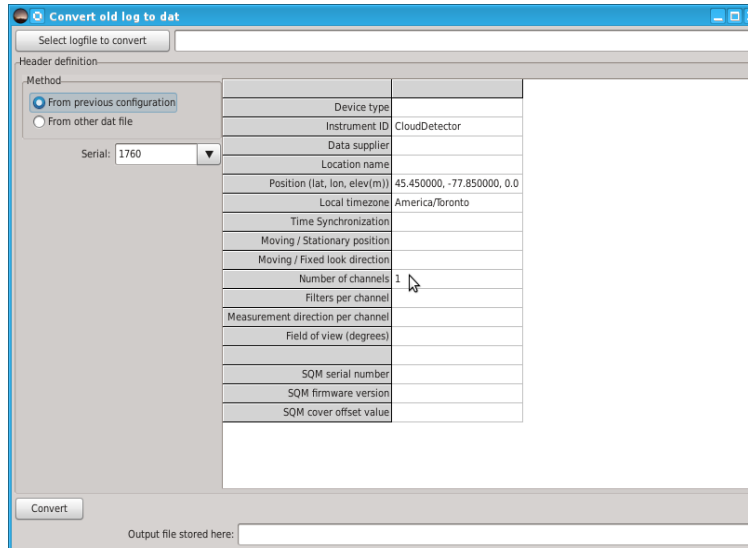 Convert old log to dat
Select logfile to convert
Header definition
Method
From previous configuration
From other dat file
Serial: 1760
Device type
Instrument ID CloudDetector
Data supplier
Location name
Position (lat, lon, elev(m)) 45.450000, -77.850000, 0.0
Local timezone America/Toronto
Time Synchronization
Moving / Stationary position
Moving / Fixed look direction
Number of channels 1
Filters per channel
Measurement direction per channel
Field of view (degrees)
SQM serial number
SQM firmware version
SQM cover offset value
Convert
Output file stored here: